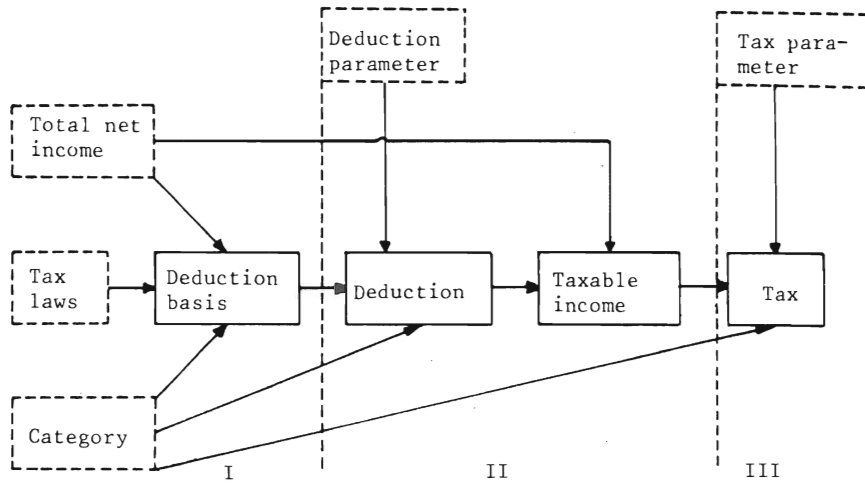 Deduction
parameter
Tax para-
meter
Total net
income
Tax
laws
Deduction
basis
Deduction
Taxable
income
Tax
Category
I
II
III